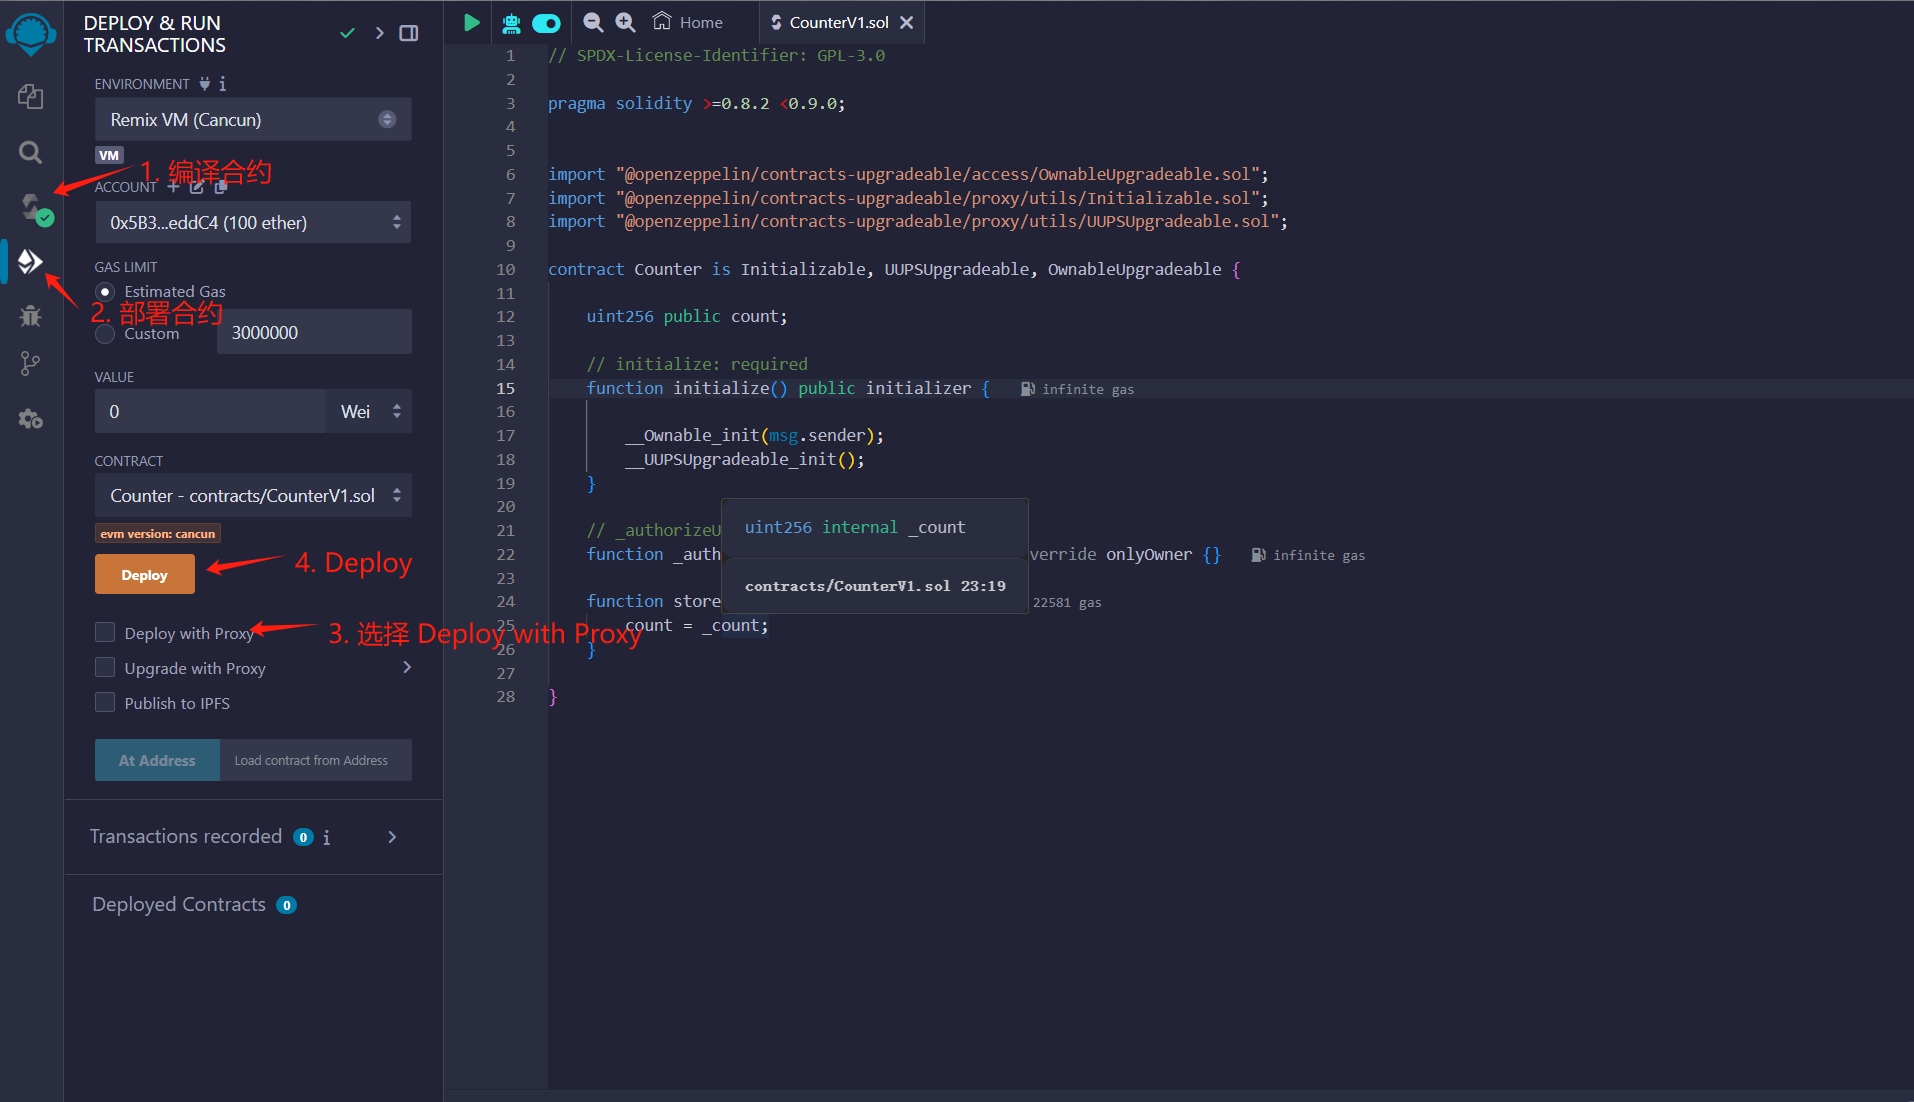 DEPLOY & RUN
TRANSACTIONS
ENVIRONMENT
Remix VM (Cancun)
VM
1. 编译合约
ACCOUNT
0x5B3...eddC4 (100 ether)
GAS LIMIT
Estimated Gas
2. 部署合约
Custom
3000000
VALUE
0
Wei
CONTRACT
Counter - contracts/CounterV1.sol
evm version: cancun
Deploy
4. Deploy
Deploy with Proxy
3. 选择 Deploy with Proxy
Upgrade with Proxy
Publish to IPFS
At Address
Load contract from Address
Transactions recorded 0
Deployed Contracts 0
Home
CounterV1.sol
1 // SPDX-License-Identifier: GPL-3.0
2
3 pragma solidity >=0.8.2 <0.9.0;
4
5
6 import "@openzeppelin/contracts-upgradeable/access/OwnableUpgradeable.sol";
7 import "@openzeppelin/contracts-upgradeable/proxy/utils/Initializable.sol";
8 import "@openzeppelin/contracts-upgradeable/proxy/utils/UUPSUpgradeable.sol";
9
10 contract Counter is Initializable, UUPSUpgradeable, OwnableUpgradeable {
11
12 uint256 public count;
13
14 // initialize: required
15 function initialize() public initializer { infinite gas
16
17 __Ownable_init(msg.sender);
18 __UUPSUpgradeable_init();
19 }
20
21 // _authorizeU
22 function _auth verride onlyOwner {} infinite gas
23
24 function store 22581 gas
25 count = _count;
26 }
27
28 }
uint256 internal _count
contracts/CounterV1.sol 23:19